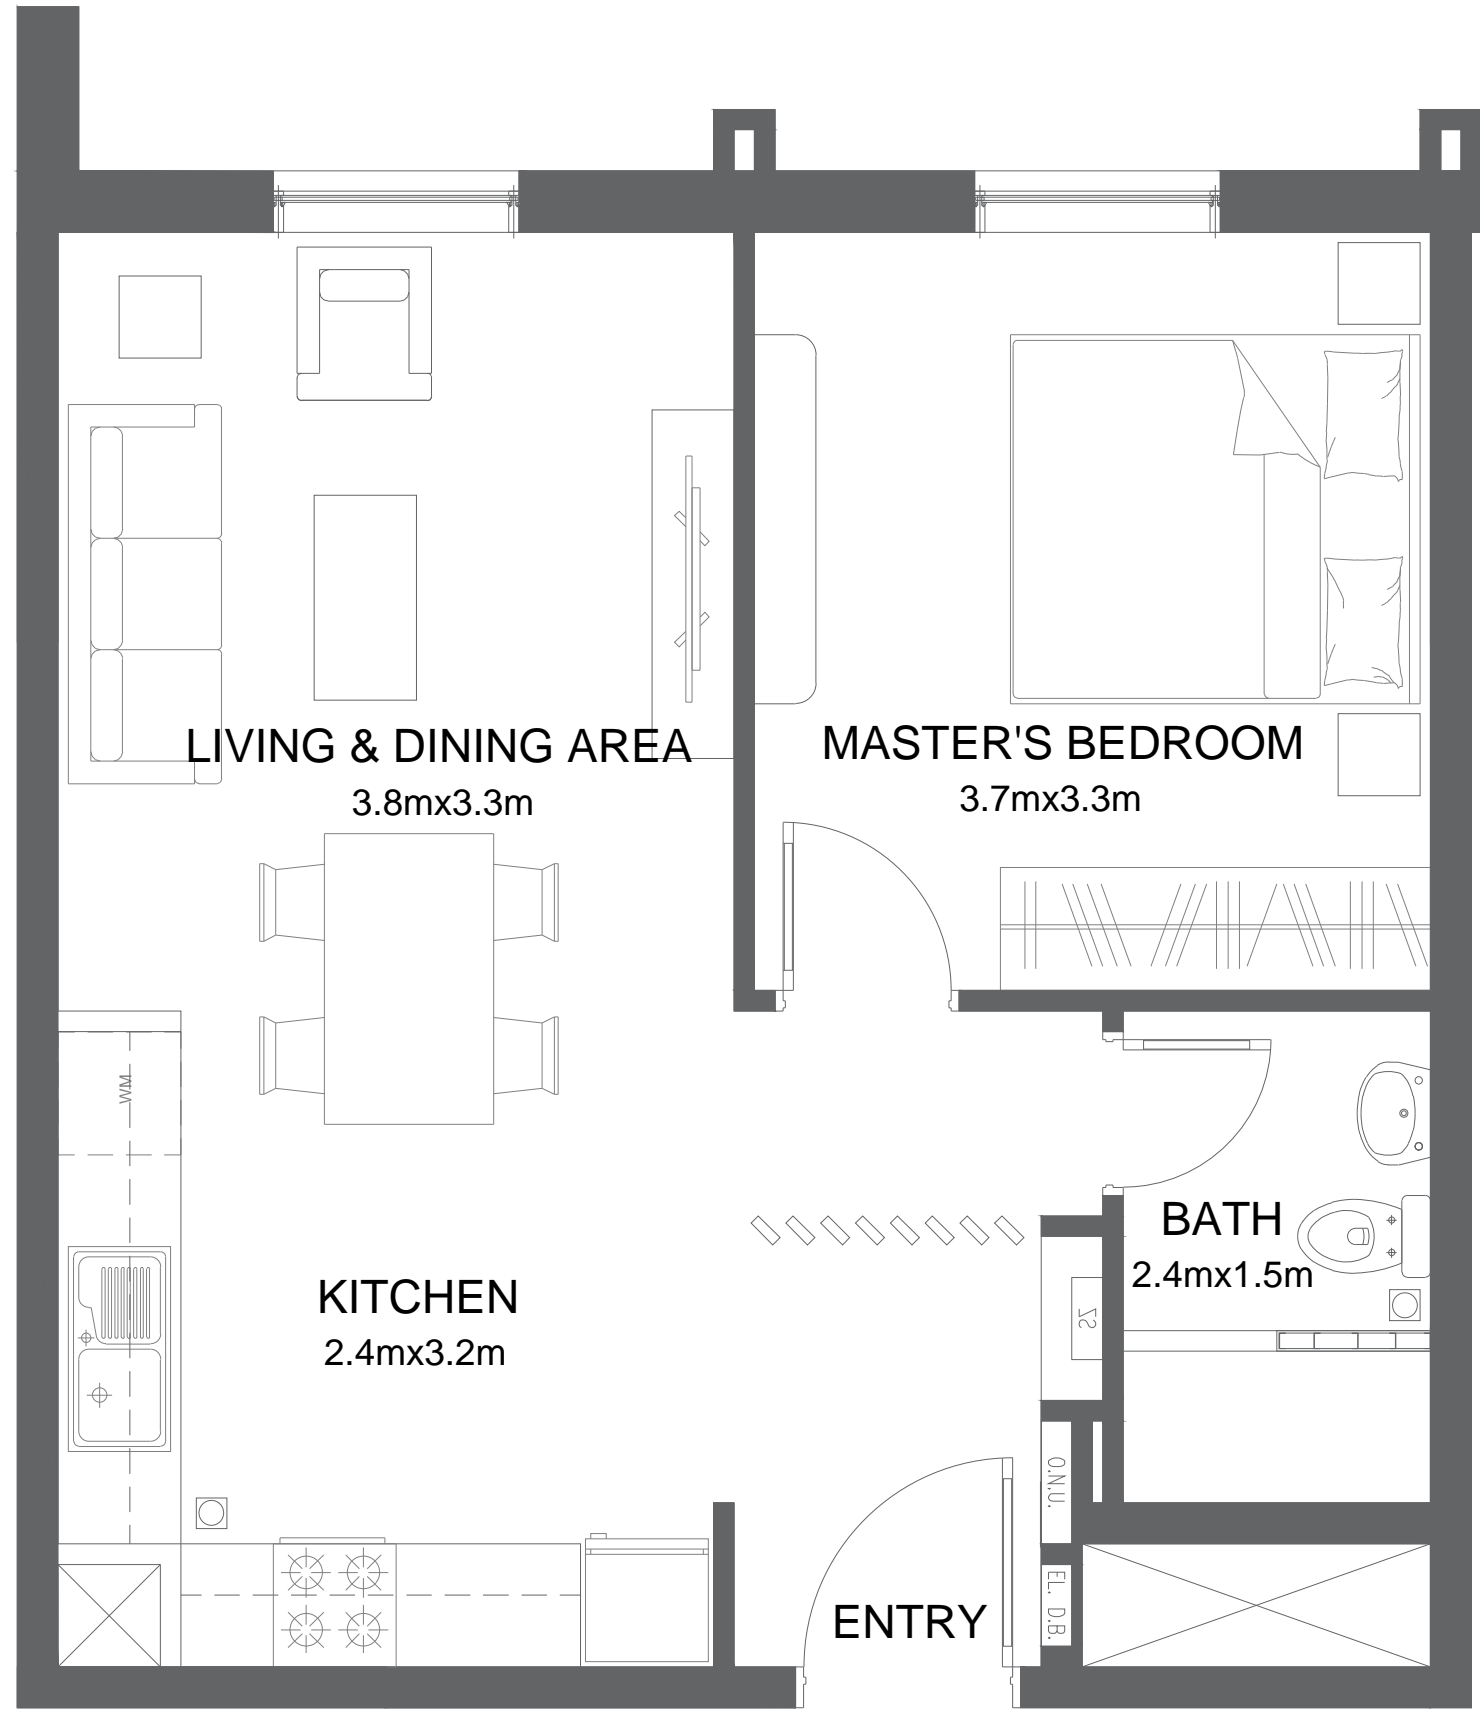 LIVING & DINING AREA
3.8mx3.3m
MASTER'S BEDROOM
3.7mx3.3m
WM
BATH
2.4mx1.5m
KITCHEN
2.4mx3.2m
SZ
O.N.U.
EL. D.B.
ENTRY